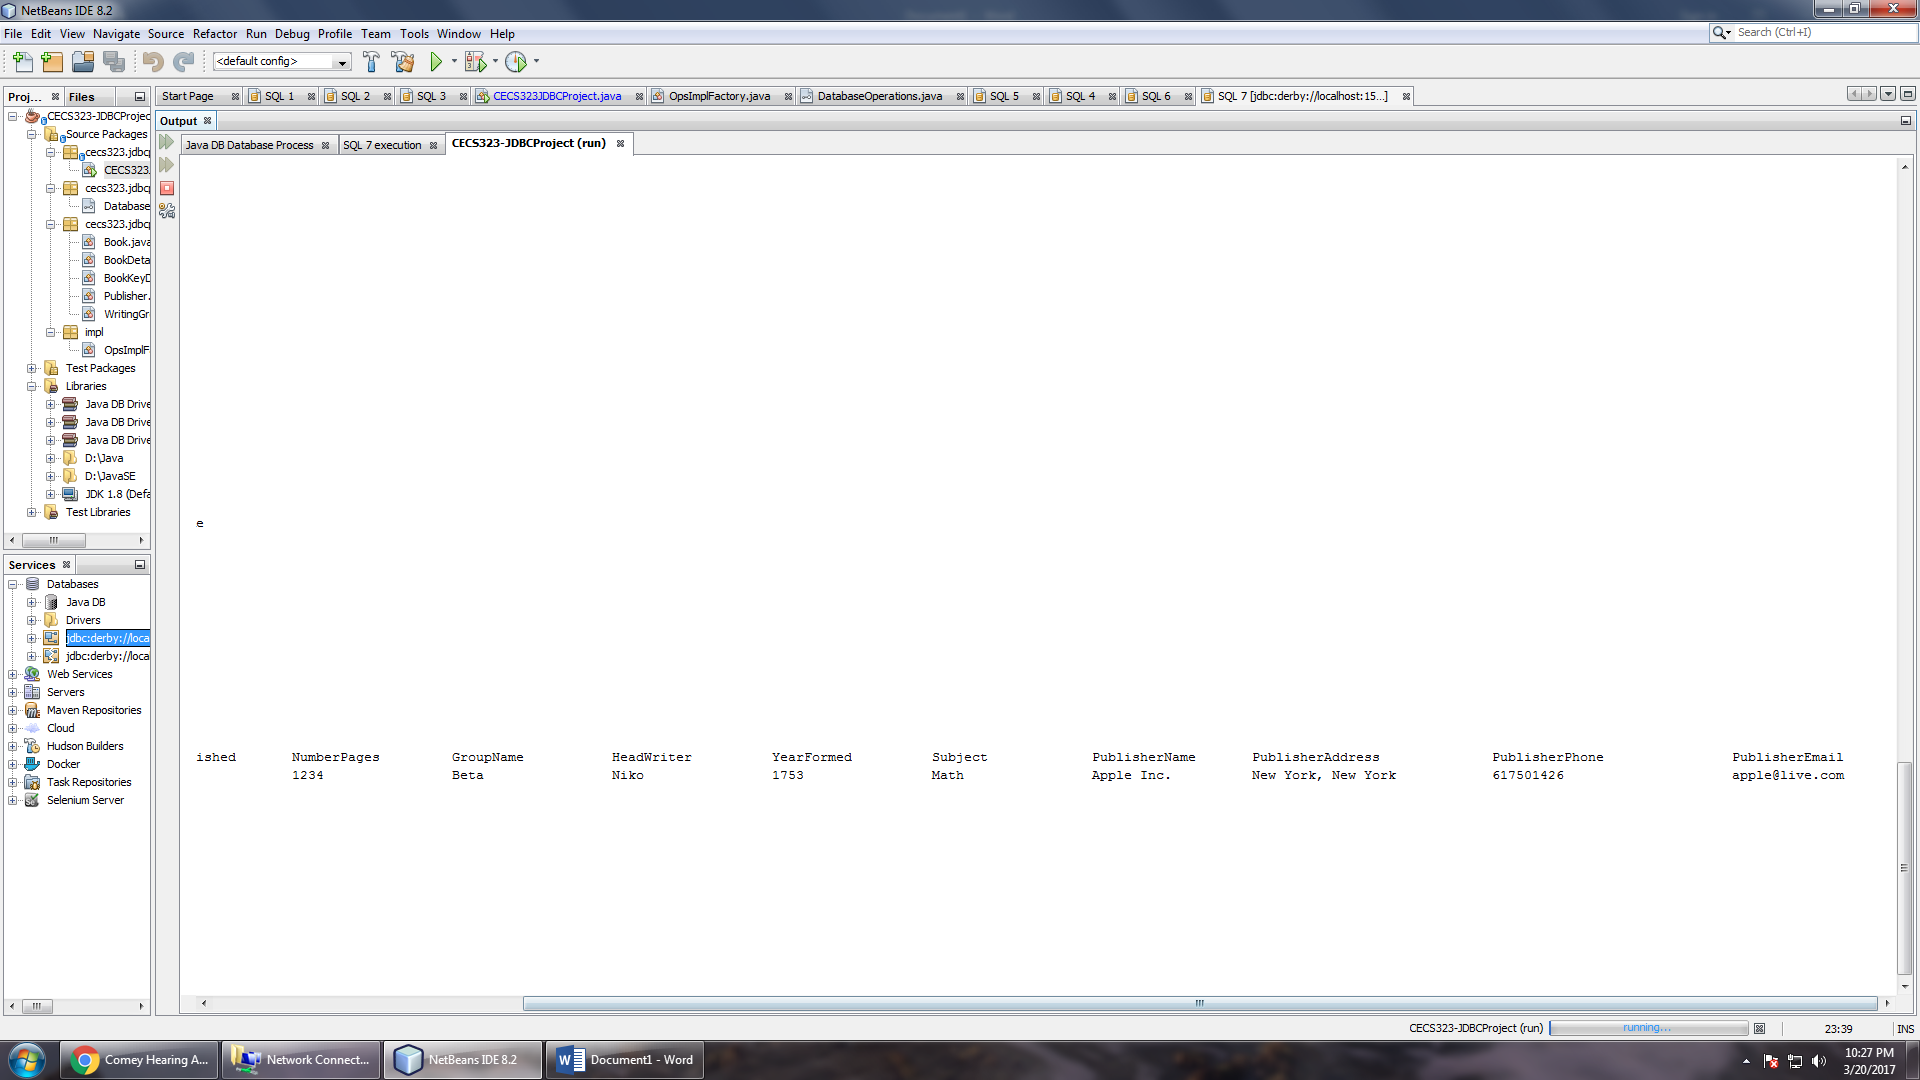 NetBeans IDE 8.2
File Edit View Navigate Source Refactor Run Debug Profile Team Tools Window Help
Search (Ctrl+I)
<default config>
Proj... Files
Start Page SQL 1 SQL 2 SQL 3 CECS323JDBCProject.java OpsImplFactory.java DatabaseOperations.java SQL 5 SQL 4 SQL 6 SQL 7 [jdbc:derby://localhost:15...]
Output
Java DB Database Process SQL 7 execution CECS323-JDBCProject (run)
CECS323-JDBCProjec
Source Packages
cecs323.jdbcp
CECS323.
cecs323.jdbcp
Database
cecs323.jdbcp
Book.java
BookDeta
BookKeyD
Publisher.
WritingGr
impl
OpsImplF
Test Packages
Libraries
Java DB Drive
Java DB Drive
Java DB Drive
D:\Java
D:\JavaSE
JDK 1.8 (Defa
Test Libraries
Services
Databases
Java DB
Drivers
jdbc:derby://loca
jdbc:derby://loca
Web Services
Servers
Maven Repositories
Cloud
Hudson Builders
Docker
Task Repositories
Selenium Server
e
ished NumberPages GroupName HeadWriter YearFormed Subject PublisherName PublisherAddress PublisherPhone PublisherEmail
1234 Beta Niko 1753 Math Apple Inc. New York, New York 617501426 apple@live.com
CECS323-JDBCProject (run) running... 23:39 INS
Comey Hearing A... Network Connect... NetBeans IDE 8.2 Document1 - Word
10:27 PM
3/20/2017